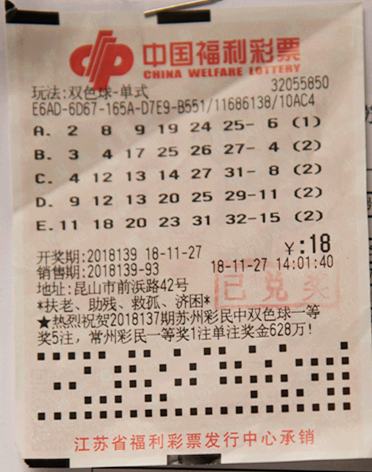 中国福利彩票
CHINA WELFARE LOTTERY
玩法:双色球-单式 32055850
E6AD-6D67-165A-D7E9-B551/11686138/10AC4
A. 2 8 9 19 24 25- 6 (1)
B. 3 4 17 25 26 27- 4 (2)
C. 4 12 13 14 27 31- 8 (2)
D. 9 12 13 20 25 29-11 (2)
E.11 18 20 23 31 32-15 (2)
开奖期:2018139 18-11-27 ¥:18
销售期:2018139-93 18-11-27 14:01:40
地址:昆山市前浜路42号
已兑奖
*扶老、助残、救孤、济困*
★热烈祝贺2018137期苏州彩民中双色球一等
奖5注,常州彩民一等奖1注单注奖金628万!
江苏省福利彩票发行中心承销